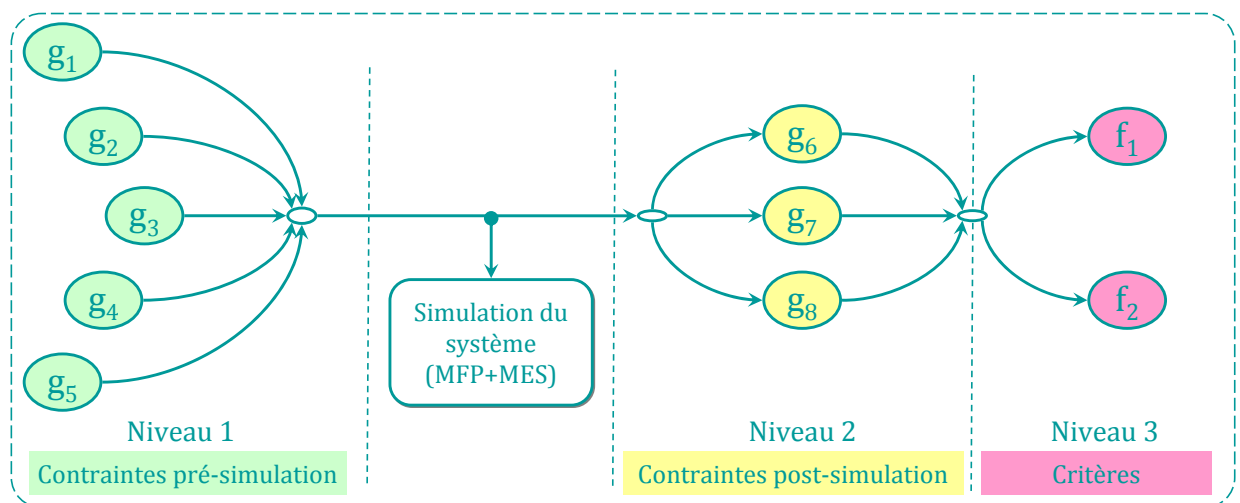 g1
g2
g3
g4
g5
Simulation du
système
(MFP+MES)
g6
g7
g8
f1
f2
Niveau 1
Niveau 2
Niveau 3
Contraintes pré-simulation
Contraintes post-simulation
Critères